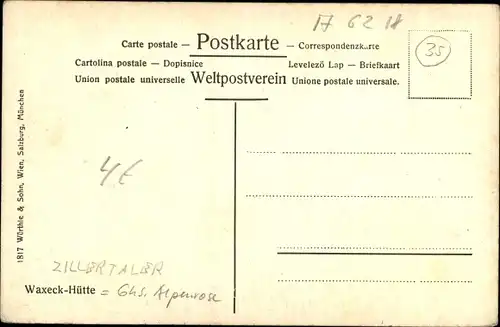 A 62 H
Carte postale – Postkarte – Correspondenzkarte
35
Cartolina postale – Dopisnice
Levelező Lap – Briefkaart
Union postale universelle Weltpostverein Unione postale universale.
4€
1817 Würthle & Sohn, Wien, Salzburg, München
ZILLERTALER
Waxeck-Hütte = Ghs. Alpenrose